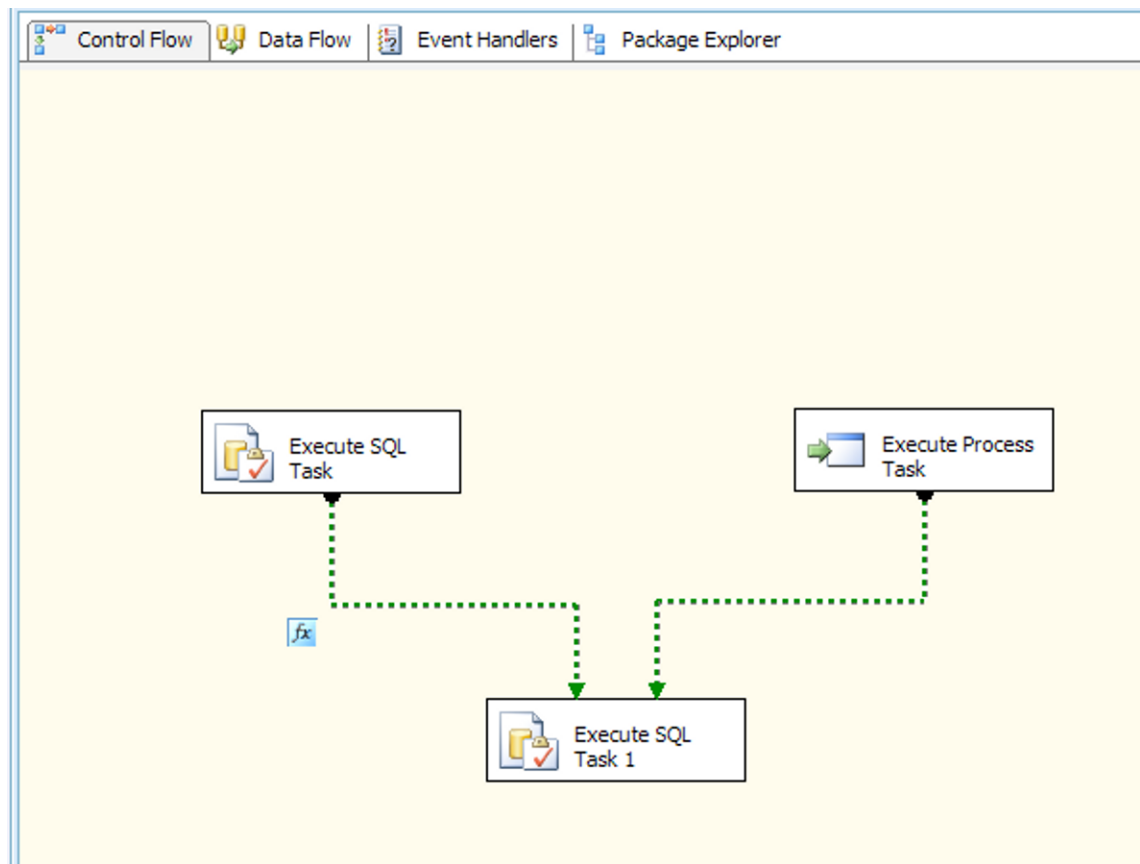 Control Flow
Data Flow
Event Handlers
Package Explorer
Execute SQL
Task
Execute Process
Task
fx
Execute SQL
Task 1